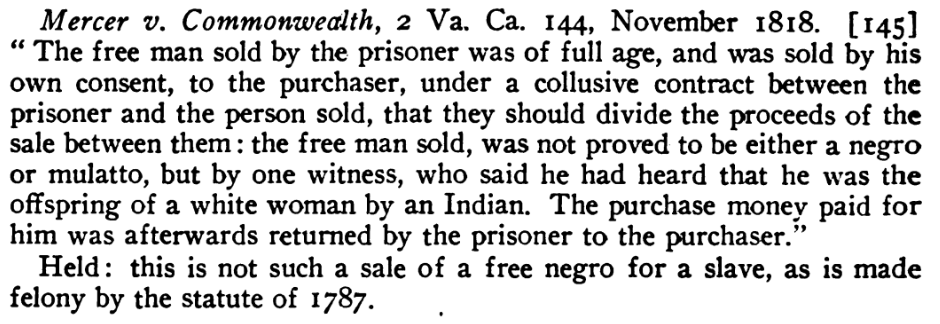 Mercer v. Commonwealth, 2 Va. Ca. 144, November 1818. [145]
“ The free man sold by the prisoner was of full age, and was sold by his
own consent, to the purchaser, under a collusive contract between the
prisoner and the person sold, that they should divide the proceeds of the
sale between them : the free man sold, was not proved to be either a negro
or mulatto, but by one witness, who said he had heard that he was the
offspring of a white woman by an Indian. The purchase money paid for
him was afterwards returned by the prisoner to the purchaser.”
Held : this is not such a sale of a free negro for a slave, as is made
felony by the statute of 1787.